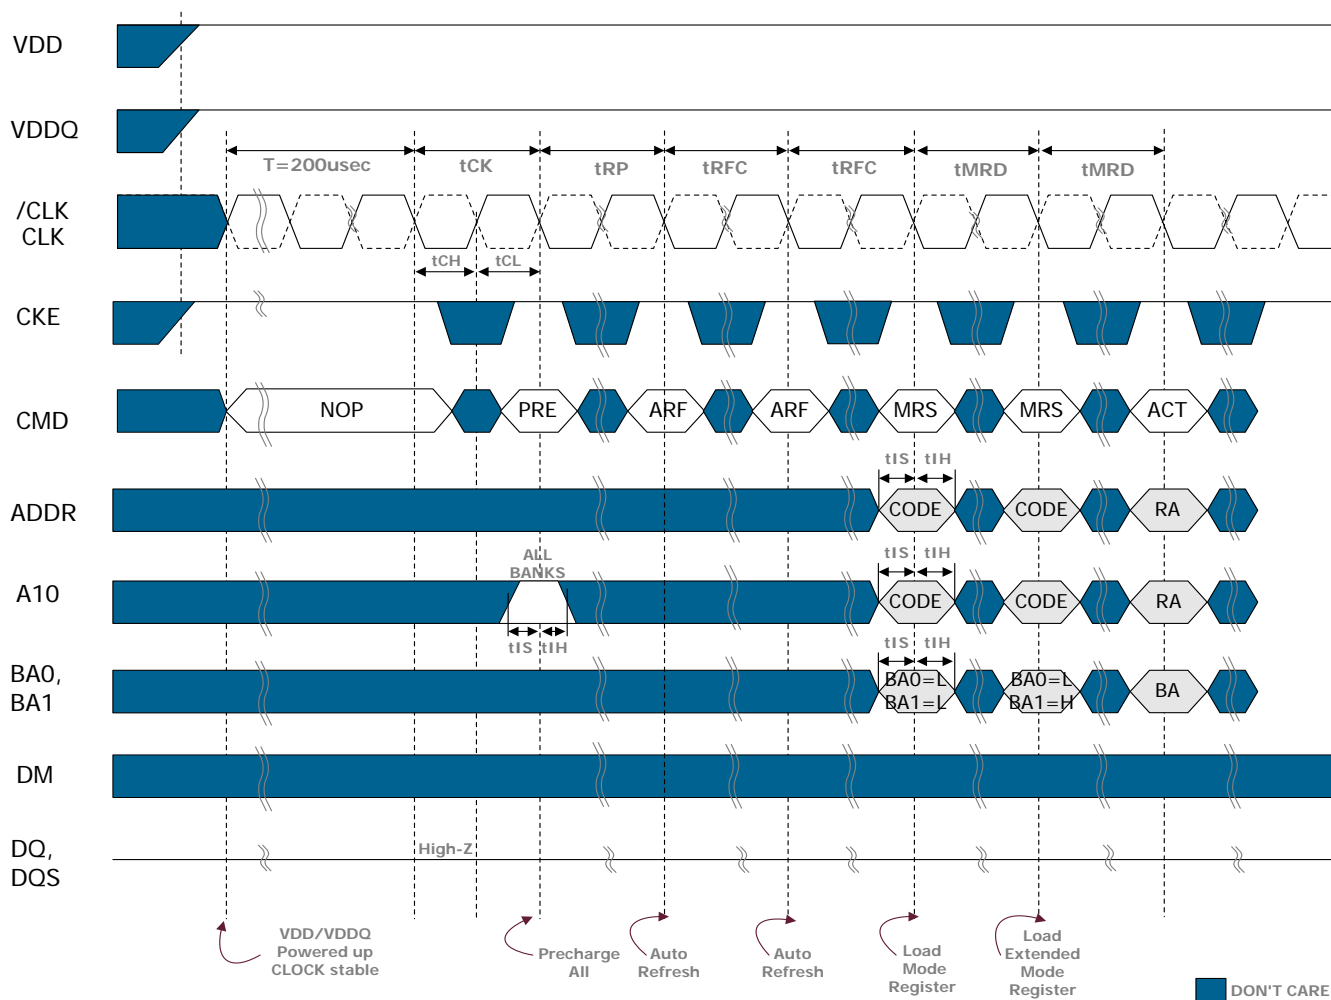 VDD
VDDQ
T=200usec tCK tRP tRFC tRFC tMRD tMRD
/CLK
CLK
tCH tCL
CKE
CMD NOP PRE ARF ARF MRS MRS ACT
tIS tIH
ADDR CODE CODE RA
ALL
BANKS
tIS tIH
A10 CODE CODE RA
tIS tIH
tIS tIH
BA0,
BA1
BA0=L
BA1=L
BA0=L
BA1=H
BA
DM
DQ,
DQS
High-Z
VDD/VDDQ
Powered up
CLOCK stable
Precharge
All
Auto
Refresh
Auto
Refresh
Load
Mode
Register
Load
Extended
Mode
Register
DON'T CARE